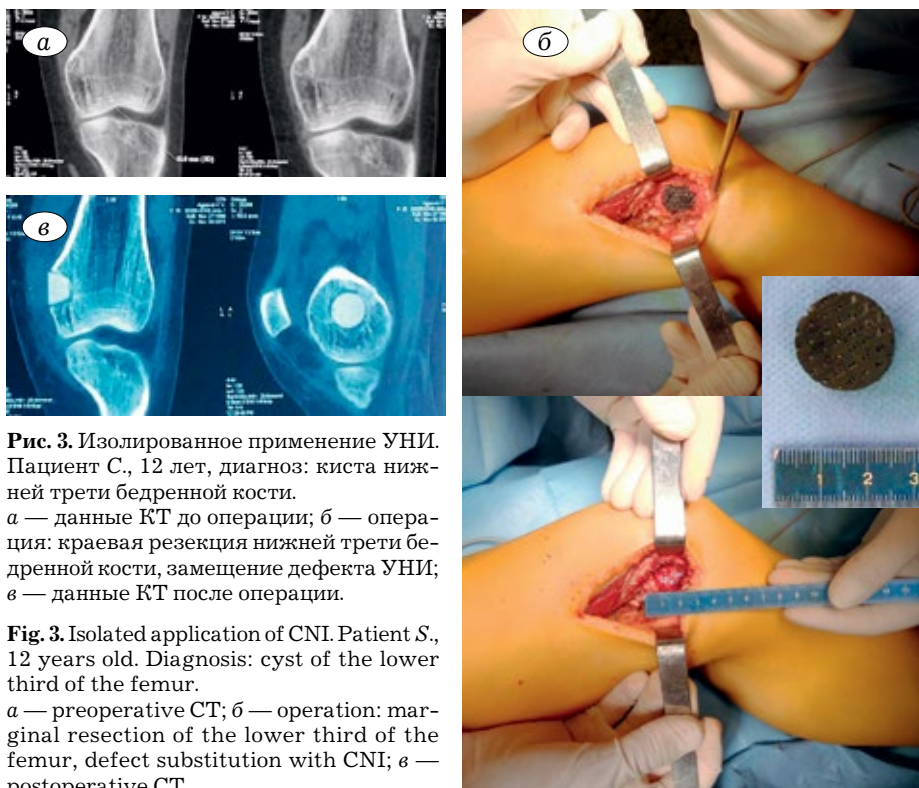 а
б
в
1 2 3
Рис. 3. Изолированное применение УНИ.
Пациент С., 12 лет, диагноз: киста ниж-
ней трети бедренной кости.
а — данные КТ до операции; б — опера-
ция: краевая резекция нижней трети бе-
дренной кости, замещение дефекта УНИ;
в — данные КТ после операции.
Fig. 3. Isolated application of CNI. Patient S.,
12 years old. Diagnosis: cyst of the lower
third of the femur.
а — preoperative CT; б — operation: mar-
ginal resection of the lower third of the
femur, defect substitution with CNI; в —
postoperative CT.